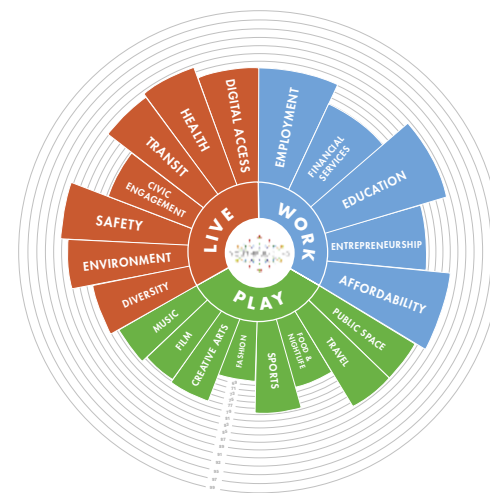 LIVE
WORK
PLAY
DIGITAL ACCESS
EMPLOYMENT
FINANCIAL
SERVICES
EDUCATION
ENTREPRENEURSHIP
AFFORDABILITY
PUBLIC SPACE
TRAVEL
FOOD &
NIGHTLIFE
SPORTS
FASHION
CREATIVE ARTS
FILM
MUSIC
DIVERSITY
ENVIRONMENT
SAFETY
CIVIC
ENGAGEMENT
TRANSIT
HEALTH